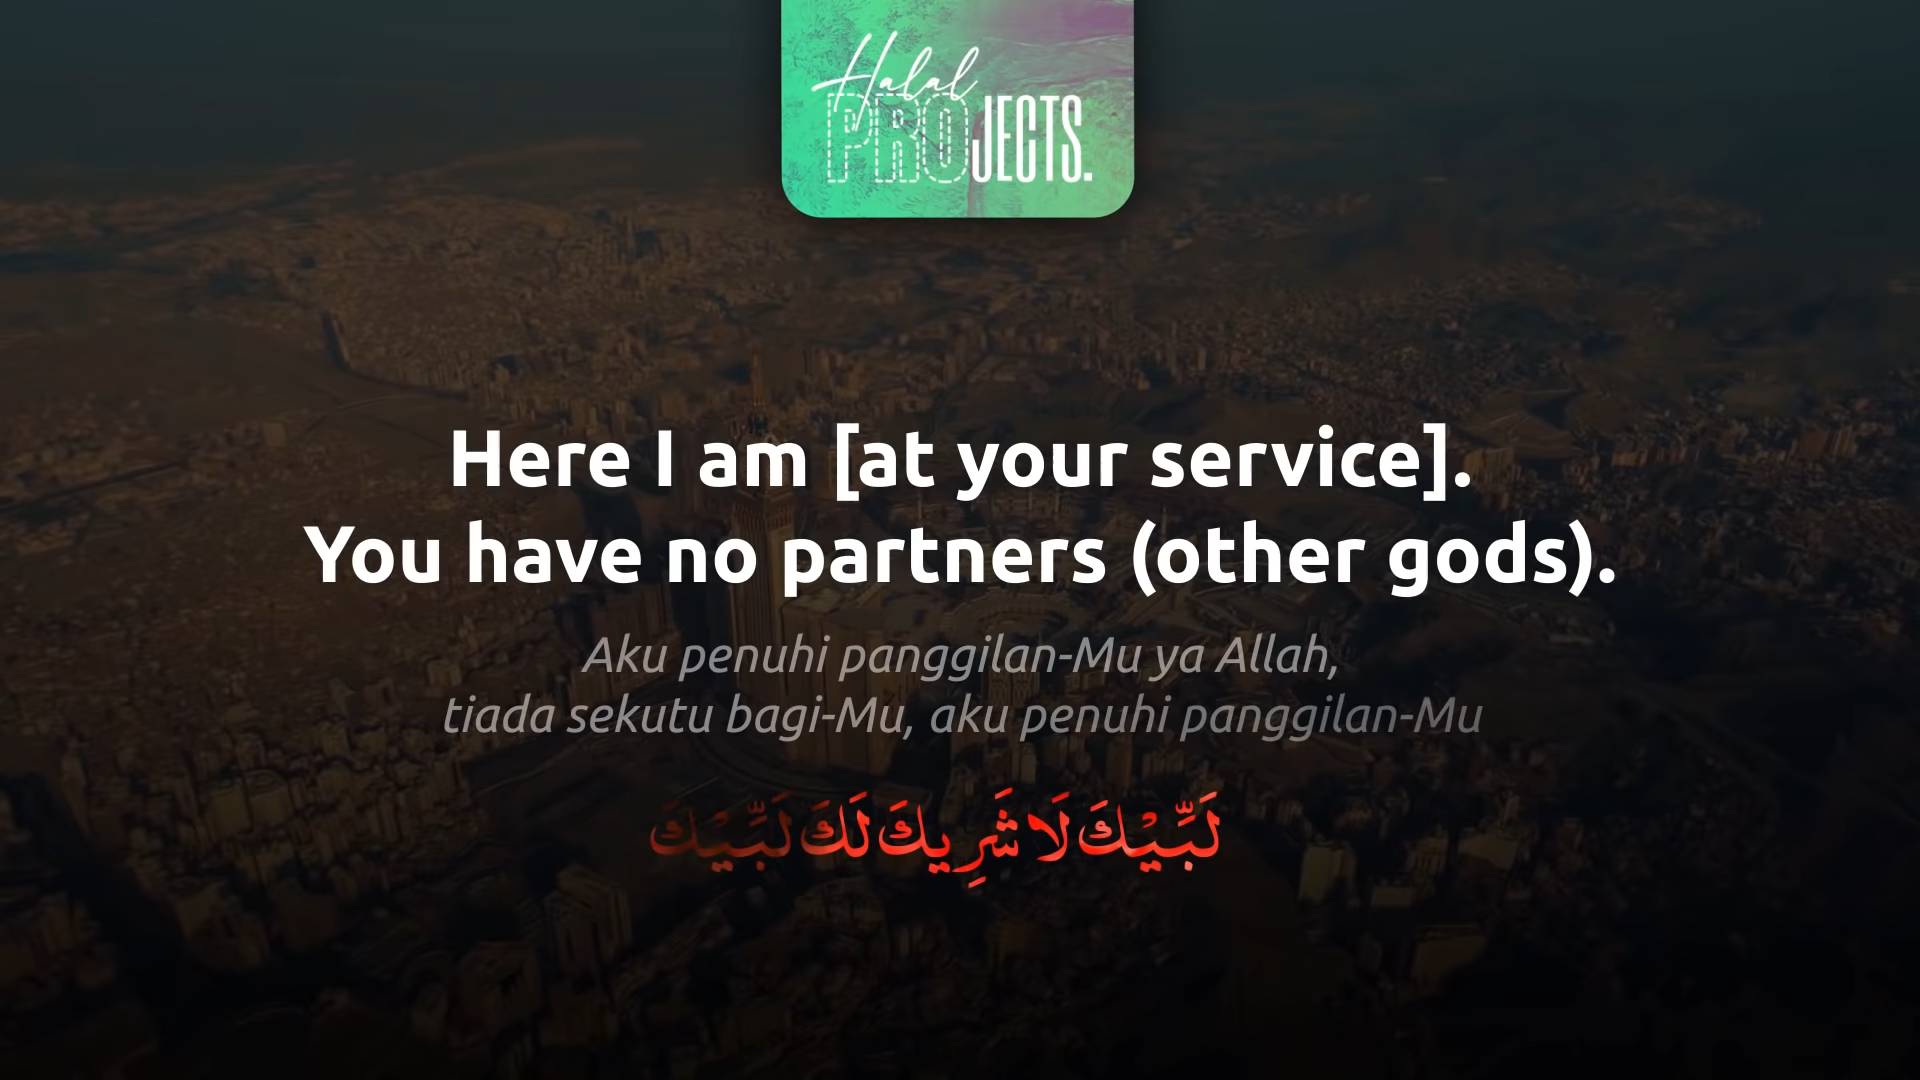 Halal
PROJECTS.
Here I am [at your service].
You have no partners (other gods).
Aku penuhi panggilan-Mu ya Allah,
tiada sekutu bagi-Mu, aku penuhi panggilan-Mu
لَبَّيْكَ لَا شَرِيكَ لَكَ لَبَّيْكَ